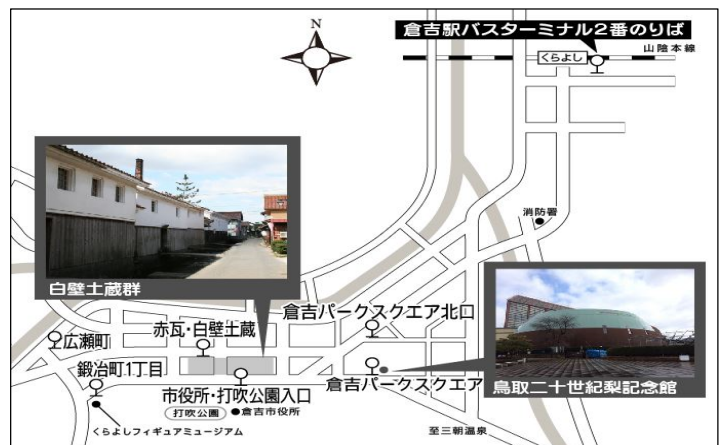 N
倉吉駅バスターミナル2番のりば
山陰本線
くらよし
消防署
白壁土蔵群
倉吉パークスクエア北口
赤瓦・白壁土蔵
広瀬町
鍛冶町1丁目
倉吉パークスクエア
鳥取二十世紀梨記念館
市役所・打吹公園入口
打吹公園
倉吉市役所
くらよしフィギュアミュージアム
至三朝温泉